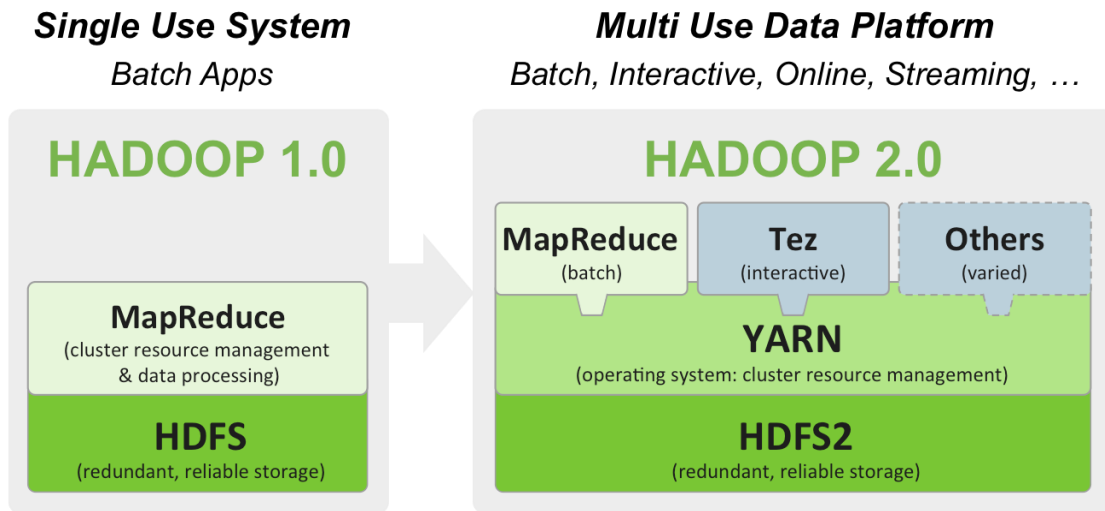 Single Use System
Batch Apps
HADOOP 1.0
MapReduce
(cluster resource management
& data processing)
HDFS
(redundant, reliable storage)
Multi Use Data Platform
Batch, Interactive, Online, Streaming, …
HADOOP 2.0
MapReduce
(batch)
Tez
(interactive)
Others
(varied)
YARN
(operating system: cluster resource management)
HDFS2
(redundant, reliable storage)